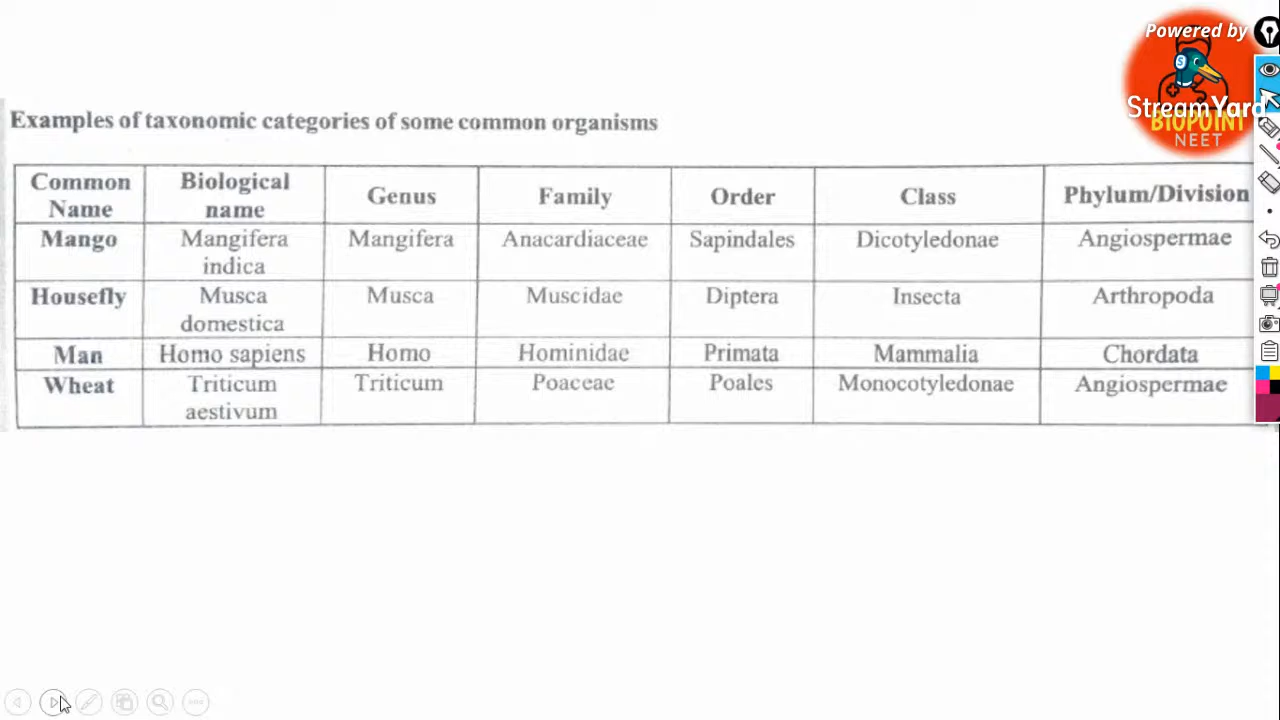 Powered by
StreamYard
BIOPOINT
NEET
Examples of taxonomic categories of some common organisms
Common Name Biological name Genus Family Order Class Phylum/Division
Mango Mangifera indica Mangifera Anacardiaceae Sapindales Dicotyledonae Angiospermae
Housefly Musca domestica Musca Muscidae Diptera Insecta Arthropoda
Man Homo sapiens Homo Hominidae Primata Mammalia Chordata
Wheat Triticum aestivum Triticum Poaceae Poales Monocotyledonae Angiospermae